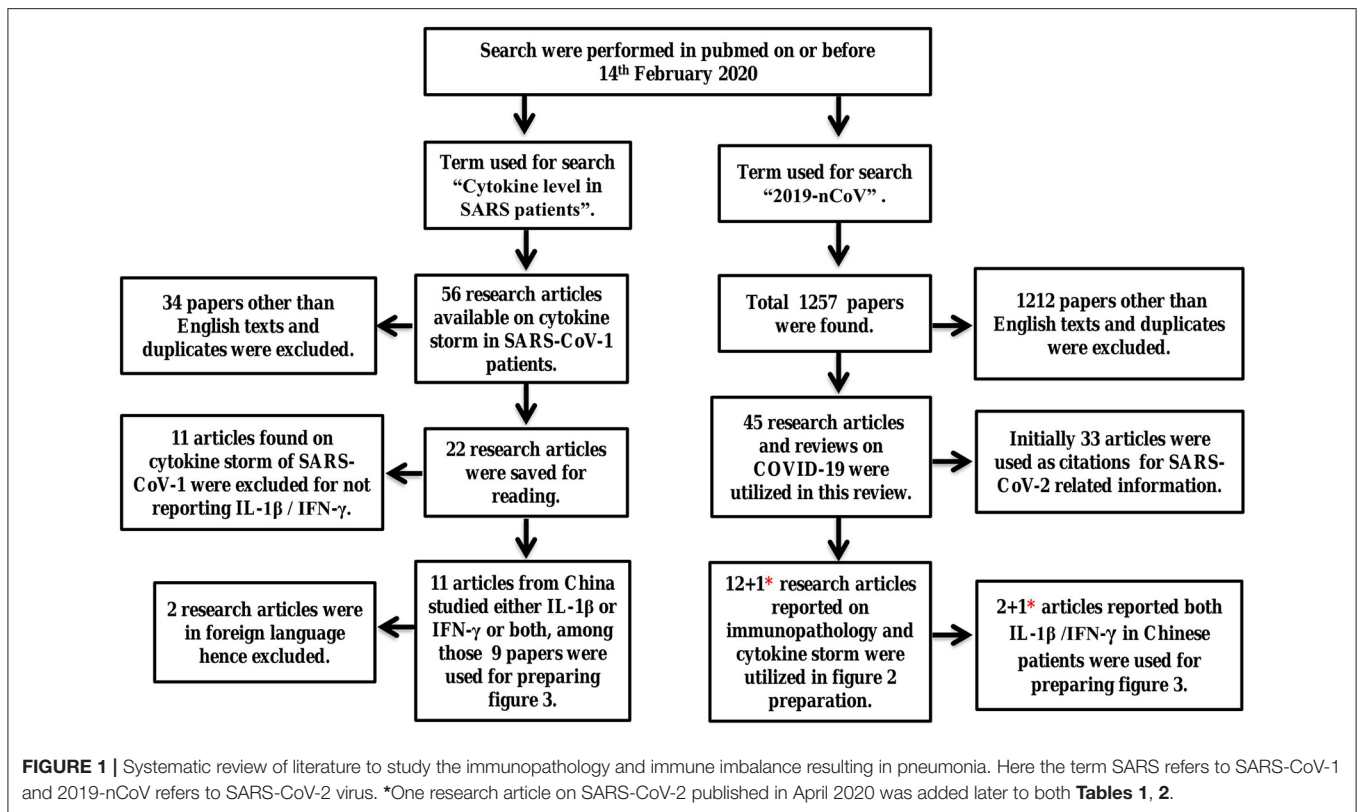 Search were performed in pubmed on or before
14th February 2020
Term used for search
“Cytokine level in
SARS patients”.
Term used for search
“2019-nCoV” .
34 papers other than
English texts and
duplicates were excluded.
56 research articles
available on cytokine
storm in SARS-CoV-1
patients.
Total 1257 papers
were found.
1212 papers other than
English texts and duplicates
were excluded.
11 articles found on
cytokine storm of SARS-
CoV-1 were excluded for not
reporting IL-1β / IFN-γ.
22 research articles
were saved for
reading.
45 research articles
and reviews on
COVID-19 were
utilized in this review.
Initially 33 articles were
used as citations for SARS-
CoV-2 related information.
2 research articles were
in foreign language
hence excluded.
11 articles from China
studied either IL-1β or
IFN-γ or both, among
those 9 papers were
used for preparing
figure 3.
12+1* research articles
reported on
immunopathology and
cytokine storm were
utilized in figure 2
preparation.
2+1* articles reported both
IL-1β /IFN-γ in Chinese
patients were used for
preparing figure 3.
FIGURE 1 | Systematic review of literature to study the immunopathology and immune imbalance resulting in pneumonia. Here the term SARS refers to SARS-CoV-1
and 2019-nCoV refers to SARS-CoV-2 virus. *One research article on SARS-CoV-2 published in April 2020 was added later to both Tables 1, 2.